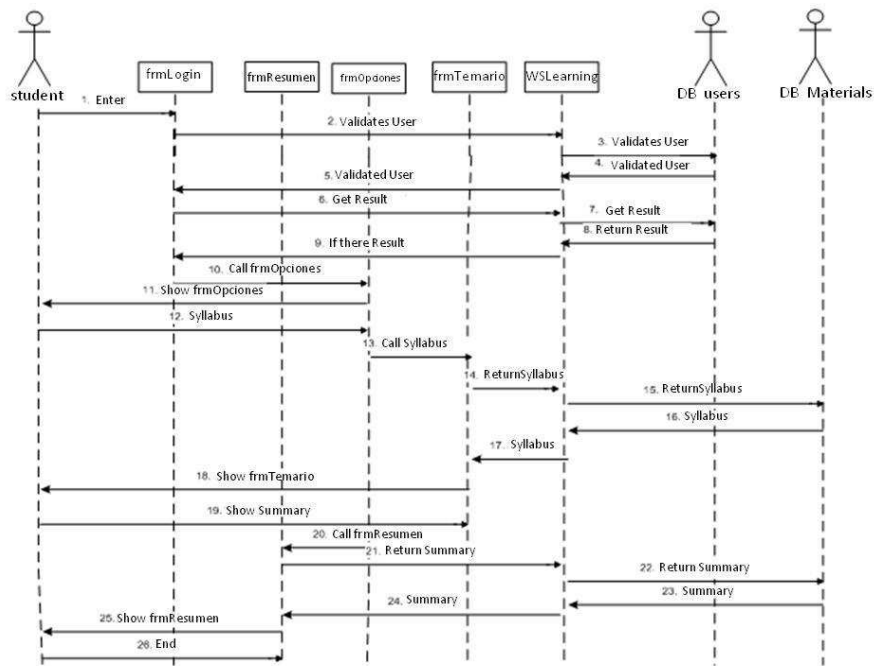 frmLogin
frmResumen
frmOpciones
frmTemario
WSLearning
student
DB users
DB Materials
1. Enter
2. Validates User
3. Validates User
4. Validated User
5. Validated User
6. Get Result
7. Get Result
8. Return Result
9. If there Result
10. Call frmOpciones
11. Show frmOpciones
12. Syllabus
13. Call Syllabus
14. ReturnSyllabus
15. ReturnSyllabus
16. Syllabus
17. Syllabus
18. Show frmTemario
19. Show Summary
20. Call frmResumen
21. Return Summary
22. Return Summary
23. Summary
24. Summary
25. Show frmResumen
26. End